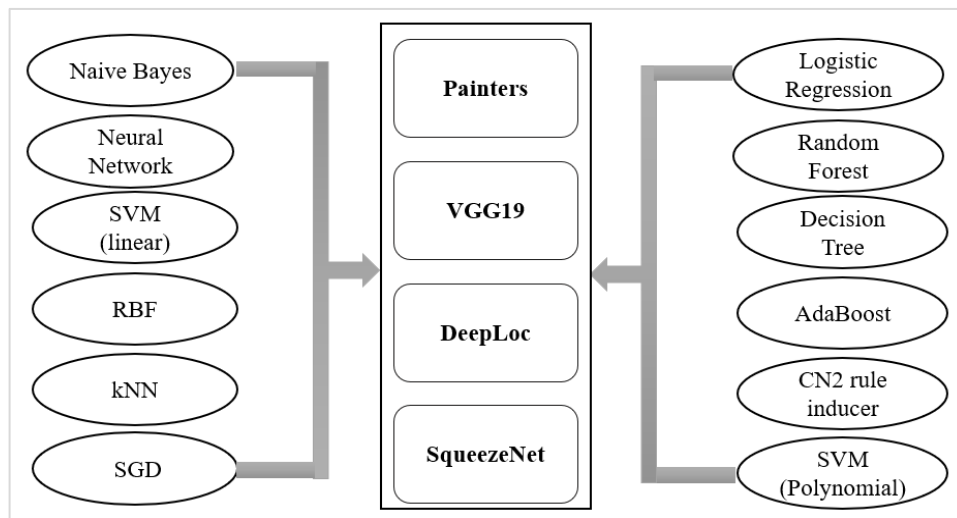 Naive Bayes
Neural
Network
SVM
(linear)
RBF
kNN
SGD
Painters
VGG19
DeepLoc
SqueezeNet
Logistic
Regression
Random
Forest
Decision
Tree
AdaBoost
CN2 rule
inducer
SVM
(Polynomial)